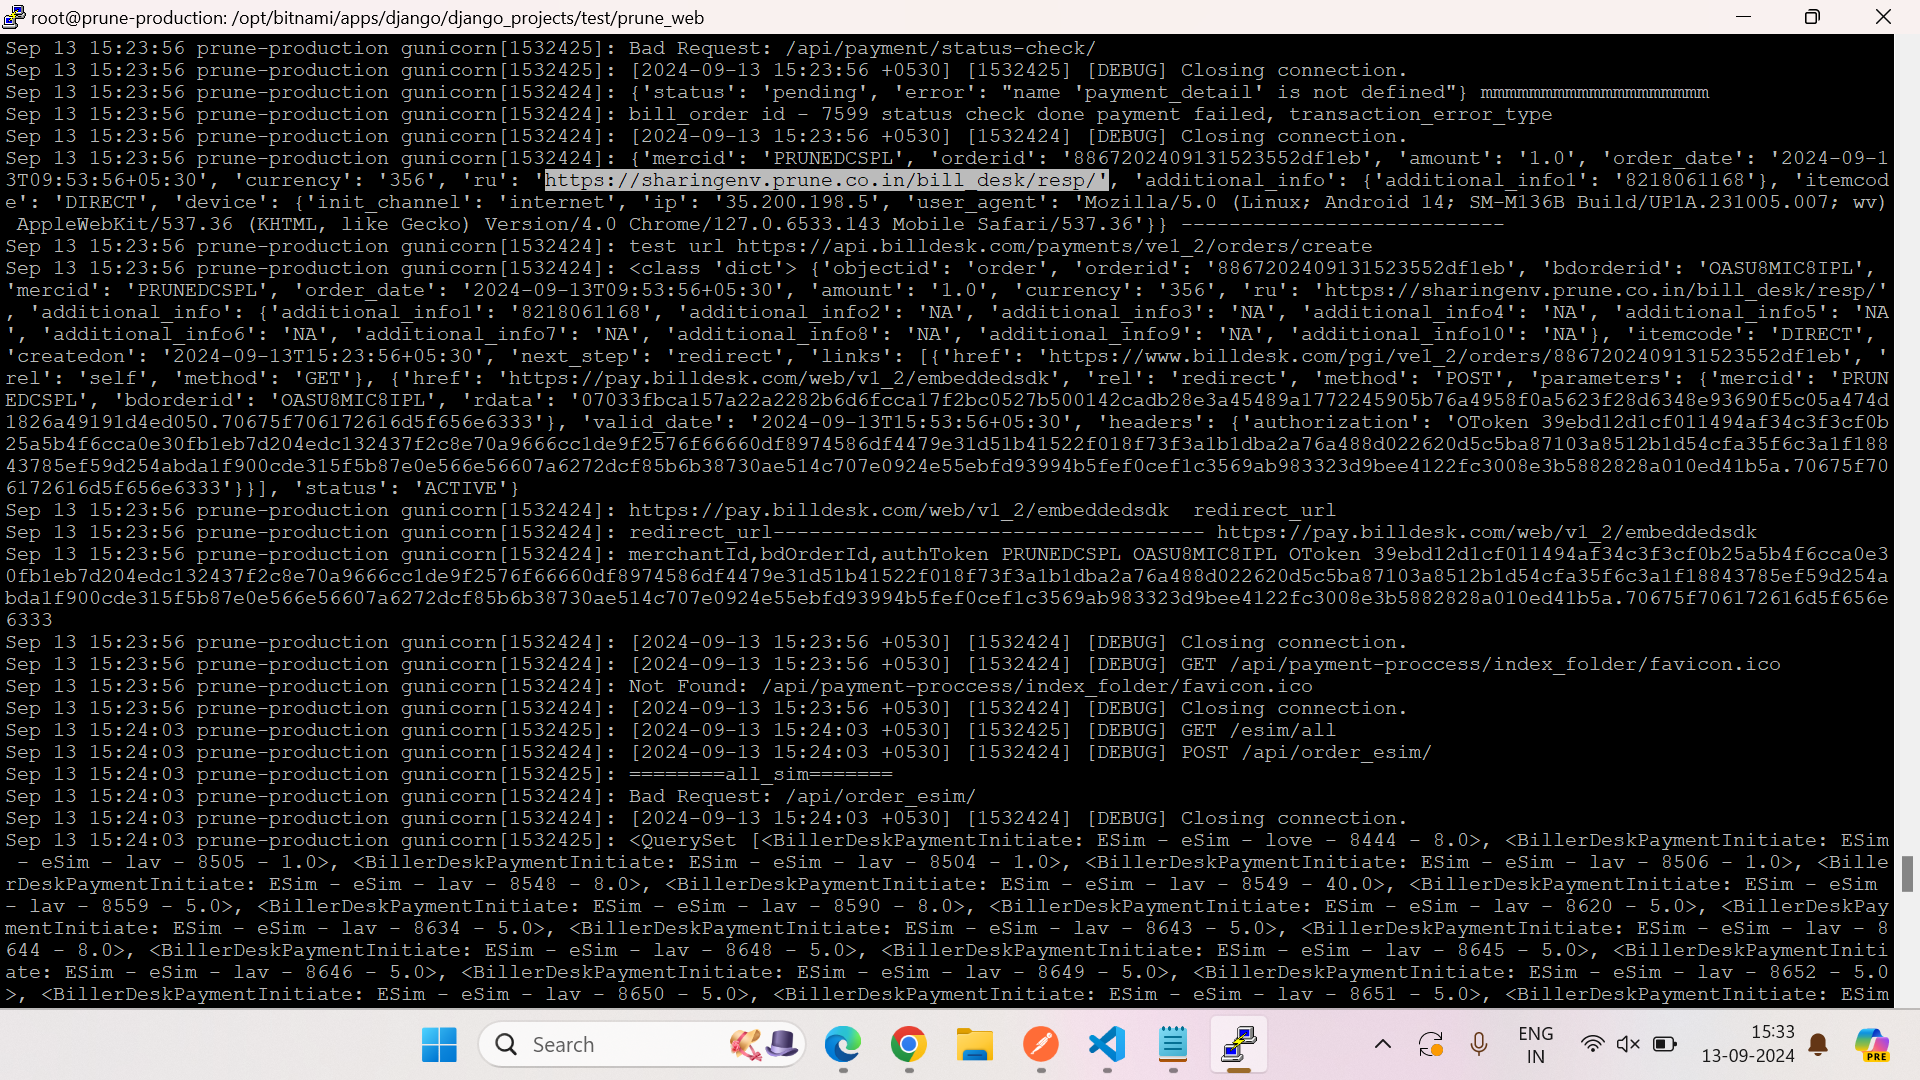 root@prune-production: /opt/bitnami/apps/django/django_projects/test/prune_web
Sep 13 15:23:56 prune-production gunicorn[1532425]: Bad Request: /api/payment/status-check/
Sep 13 15:23:56 prune-production gunicorn[1532425]: [2024-09-13 15:23:56 +0530] [1532425] [DEBUG] Closing connection.
Sep 13 15:23:56 prune-production gunicorn[1532424]: {'status': 'pending', 'error': "name 'payment_detail' is not defined"} mmmmmmmmmmmmmmmmmmm
Sep 13 15:23:56 prune-production gunicorn[1532424]: bill_order id - 7599 status check done payment failed, transaction_error_type
Sep 13 15:23:56 prune-production gunicorn[1532424]: [2024-09-13 15:23:56 +0530] [1532424] [DEBUG] Closing connection.
Sep 13 15:23:56 prune-production gunicorn[1532424]: {'mercid': 'PRUNEDCSPL', 'orderid': '8867202409131523552df1eb', 'amount': '1.0', 'order_date': '2024-09-1
3T09:53:56+05:30', 'currency': '356', 'ru': 'https://sharingenv.prune.co.in/bill_desk/resp/', 'additional_info': {'additional_info1': '8218061168'}, 'itemcod
e': 'DIRECT', 'device': {'init_channel': 'internet', 'ip': '35.200.198.5', 'user_agent': 'Mozilla/5.0 (Linux; Android 14; SM-M136B Build/UP1A.231005.007; wv)
 AppleWebKit/537.36 (KHTML, like Gecko) Version/4.0 Chrome/127.0.6533.143 Mobile Safari/537.36'}} ---------------------------
Sep 13 15:23:56 prune-production gunicorn[1532424]: test url https://api.billdesk.com/payments/ve1_2/orders/create
Sep 13 15:23:56 prune-production gunicorn[1532424]: <class 'dict'> {'objectid': 'order', 'orderid': '8867202409131523552df1eb', 'bdorderid': 'OASU8MIC8IPL',
'mercid': 'PRUNEDCSPL', 'order_date': '2024-09-13T09:53:56+05:30', 'amount': '1.0', 'currency': '356', 'ru': 'https://sharingenv.prune.co.in/bill_desk/resp/'
, 'additional_info': {'additional_info1': '8218061168', 'additional_info2': 'NA', 'additional_info3': 'NA', 'additional_info4': 'NA', 'additional_info5': 'NA
', 'additional_info6': 'NA', 'additional_info7': 'NA', 'additional_info8': 'NA', 'additional_info9': 'NA', 'additional_info10': 'NA'}, 'itemcode': 'DIRECT',
'createdon': '2024-09-13T15:23:56+05:30', 'next_step': 'redirect', 'links': [{'href': 'https://www.billdesk.com/pgi/ve1_2/orders/8867202409131523552df1eb', '
rel': 'self', 'method': 'GET'}, {'href': 'https://pay.billdesk.com/web/v1_2/embeddedsdk', 'rel': 'redirect', 'method': 'POST', 'parameters': {'mercid': 'PRUN
EDCSPL', 'bdorderid': 'OASU8MIC8IPL', 'rdata': '07033fbca157a22a2282b6d6fcca17f2bc0527b500142cadb28e3a45489a1772245905b76a4958f0a5623f28d6348e93690f5c05a474d
1826a49191d4ed050.70675f706172616d5f656e6333'}, 'valid_date': '2024-09-13T15:53:56+05:30', 'headers': {'authorization': 'OToken 39ebd12d1cf011494af34c3f3cf0b
25a5b4f6cca0e30fb1eb7d204edc132437f2c8e70a9666cc1de9f2576f66660df8974586df4479e31d51b41522f018f73f3a1b1dba2a76a488d022620d5c5ba87103a8512b1d54cfa35f6c3a1f188
43785ef59d254abda1f900cde315f5b87e0e566e56607a6272dcf85b6b38730ae514c707e0924e55ebfd93994b5fef0cef1c3569ab983323d9bee4122fc3008e3b5882828a010ed41b5a.70675f70
6172616d5f656e6333'}}], 'status': 'ACTIVE'}
Sep 13 15:23:56 prune-production gunicorn[1532424]: https://pay.billdesk.com/web/v1_2/embeddedsdk  redirect_url
Sep 13 15:23:56 prune-production gunicorn[1532424]: redirect_url------------------------------------ https://pay.billdesk.com/web/v1_2/embeddedsdk
Sep 13 15:23:56 prune-production gunicorn[1532424]: merchantId,bdOrderId,authToken PRUNEDCSPL OASU8MIC8IPL OToken 39ebd12d1cf011494af34c3f3cf0b25a5b4f6cca0e3
0fb1eb7d204edc132437f2c8e70a9666cc1de9f2576f66660df8974586df4479e31d51b41522f018f73f3a1b1dba2a76a488d022620d5c5ba87103a8512b1d54cfa35f6c3a1f18843785ef59d254a
bda1f900cde315f5b87e0e566e56607a6272dcf85b6b38730ae514c707e0924e55ebfd93994b5fef0cef1c3569ab983323d9bee4122fc3008e3b5882828a010ed41b5a.70675f706172616d5f656e
6333
Sep 13 15:23:56 prune-production gunicorn[1532424]: [2024-09-13 15:23:56 +0530] [1532424] [DEBUG] Closing connection.
Sep 13 15:23:56 prune-production gunicorn[1532424]: [2024-09-13 15:23:56 +0530] [1532424] [DEBUG] GET /api/payment-proccess/index_folder/favicon.ico
Sep 13 15:23:56 prune-production gunicorn[1532424]: Not Found: /api/payment-proccess/index_folder/favicon.ico
Sep 13 15:23:56 prune-production gunicorn[1532424]: [2024-09-13 15:23:56 +0530] [1532424] [DEBUG] Closing connection.
Sep 13 15:24:03 prune-production gunicorn[1532425]: [2024-09-13 15:24:03 +0530] [1532425] [DEBUG] GET /esim/all
Sep 13 15:24:03 prune-production gunicorn[1532424]: [2024-09-13 15:24:03 +0530] [1532424] [DEBUG] POST /api/order_esim/
Sep 13 15:24:03 prune-production gunicorn[1532425]: ========all_sim=======
Sep 13 15:24:03 prune-production gunicorn[1532424]: Bad Request: /api/order_esim/
Sep 13 15:24:03 prune-production gunicorn[1532424]: [2024-09-13 15:24:03 +0530] [1532424] [DEBUG] Closing connection.
Sep 13 15:24:03 prune-production gunicorn[1532425]: <QuerySet [<BillerDeskPaymentInitiate: ESim - eSim - love - 8444 - 8.0>, <BillerDeskPaymentInitiate: ESim
 - eSim - lav - 8505 - 1.0>, <BillerDeskPaymentInitiate: ESim - eSim - lav - 8504 - 1.0>, <BillerDeskPaymentInitiate: ESim - eSim - lav - 8506 - 1.0>, <Bille
rDeskPaymentInitiate: ESim - eSim - lav - 8548 - 8.0>, <BillerDeskPaymentInitiate: ESim - eSim - lav - 8549 - 40.0>, <BillerDeskPaymentInitiate: ESim - eSim
- lav - 8559 - 5.0>, <BillerDeskPaymentInitiate: ESim - eSim - lav - 8590 - 8.0>, <BillerDeskPaymentInitiate: ESim - eSim - lav - 8620 - 5.0>, <BillerDeskPay
mentInitiate: ESim - eSim - lav - 8634 - 5.0>, <BillerDeskPaymentInitiate: ESim - eSim - lav - 8643 - 5.0>, <BillerDeskPaymentInitiate: ESim - eSim - lav - 8
644 - 8.0>, <BillerDeskPaymentInitiate: ESim - eSim - lav - 8648 - 5.0>, <BillerDeskPaymentInitiate: ESim - eSim - lav - 8645 - 5.0>, <BillerDeskPaymentIniti
ate: ESim - eSim - lav - 8646 - 5.0>, <BillerDeskPaymentInitiate: ESim - eSim - lav - 8649 - 5.0>, <BillerDeskPaymentInitiate: ESim - eSim - lav - 8652 - 5.0
>, <BillerDeskPaymentInitiate: ESim - eSim - lav - 8650 - 5.0>, <BillerDeskPaymentInitiate: ESim - eSim - lav - 8651 - 5.0>, <BillerDeskPaymentInitiate: ESim
Search
ENG
IN
15:33
13-09-2024
PRE